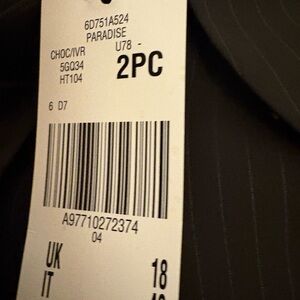 6D751A524
PARADISE
CHOC/IVR U78 -
5GQ34 2PC
HT104
6 D7
A97710272374
04
UK 18
IT